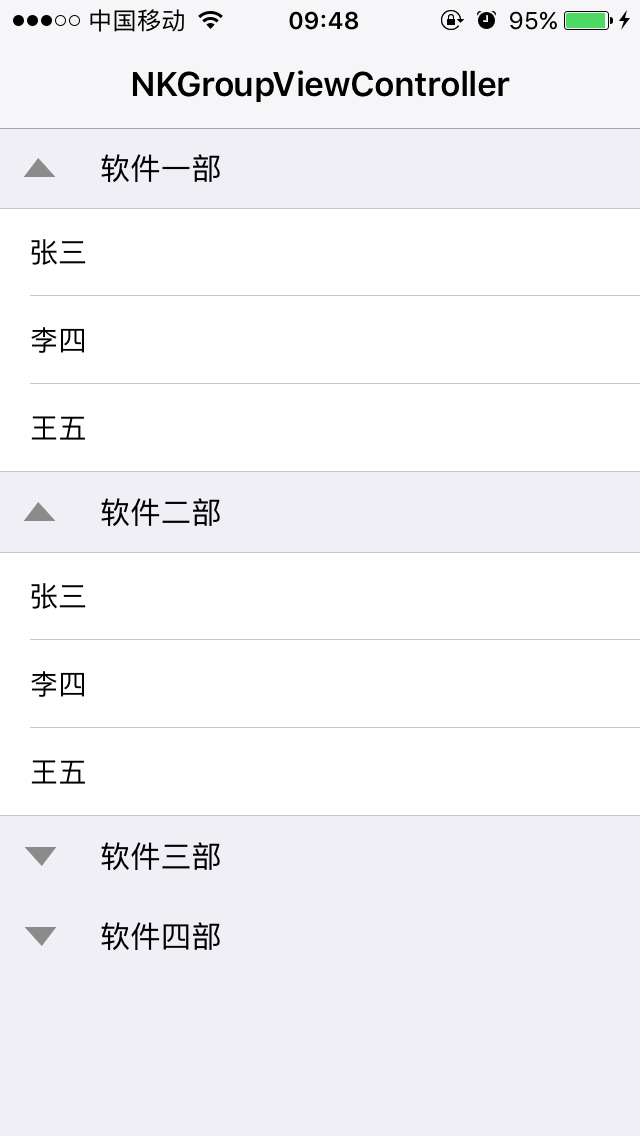 中国移动 09:48 95%
NKGroupViewController
软件一部
张三
李四
王五
软件二部
张三
李四
王五
软件三部
软件四部